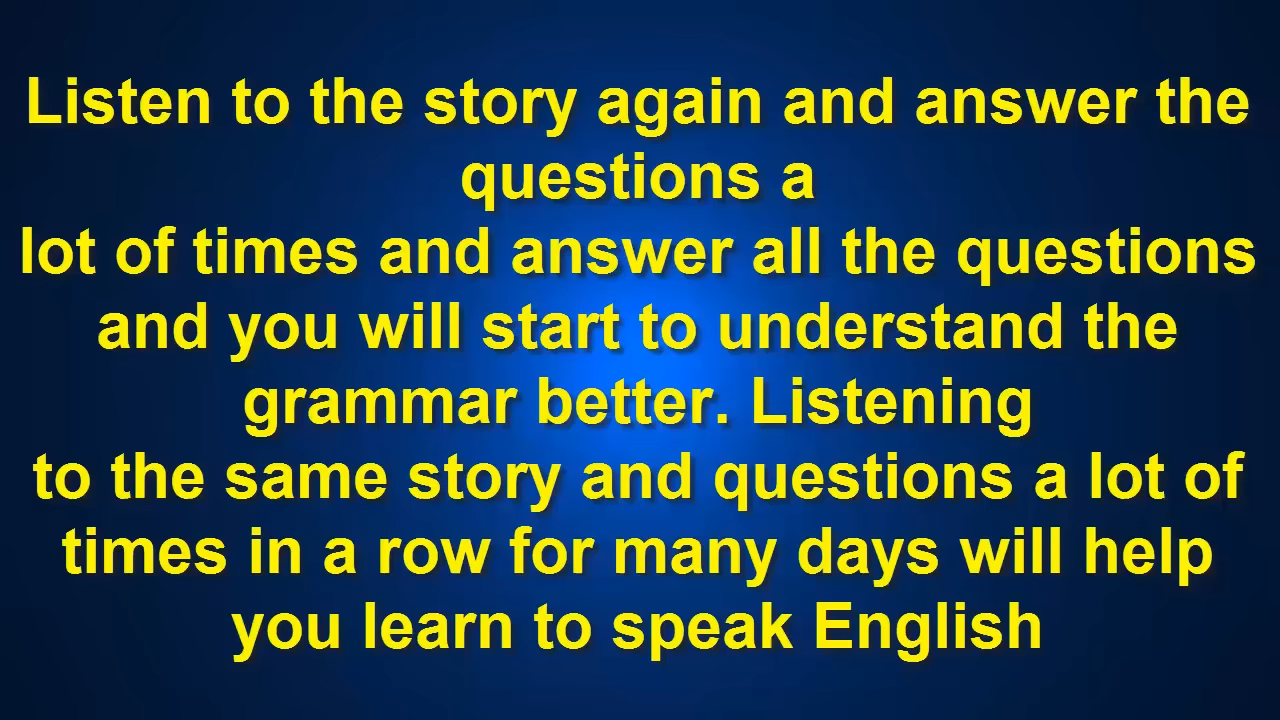 Listen to the story again and answer the
questions a
lot of times and answer all the questions
and you will start to understand the
grammar better. Listening
to the same story and questions a lot of
times in a row for many days will help
you learn to speak English